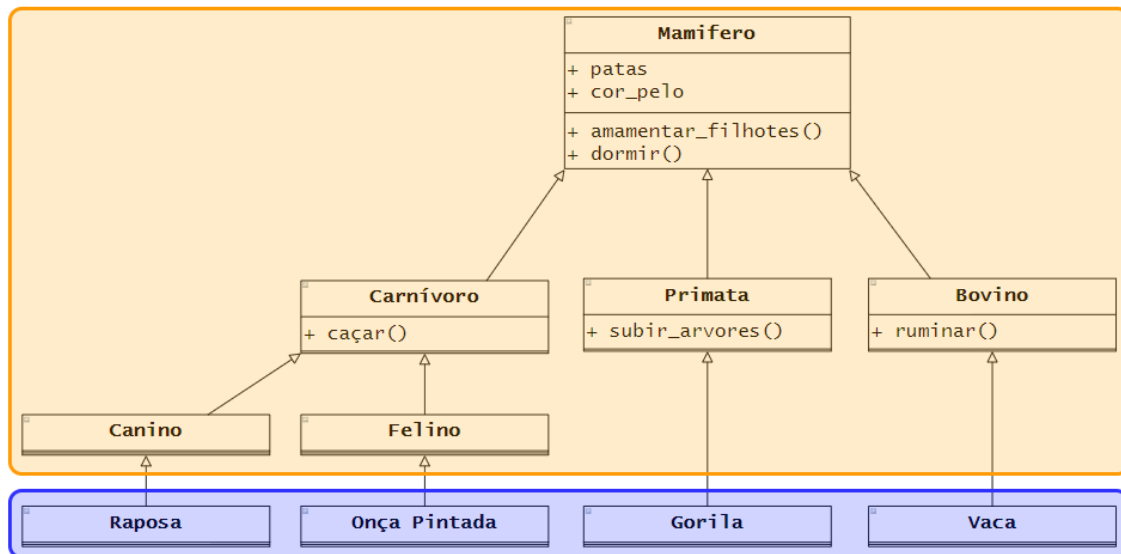 Mamifero
+ patas
+ cor_pelo
+ amamentar_filhotes()
+ dormir()
Carnívoro
+ caçar()
Primata
+ subir_arvores()
Bovino
+ ruminar()
Canino
Felino
Raposa
Onça Pintada
Gorila
Vaca